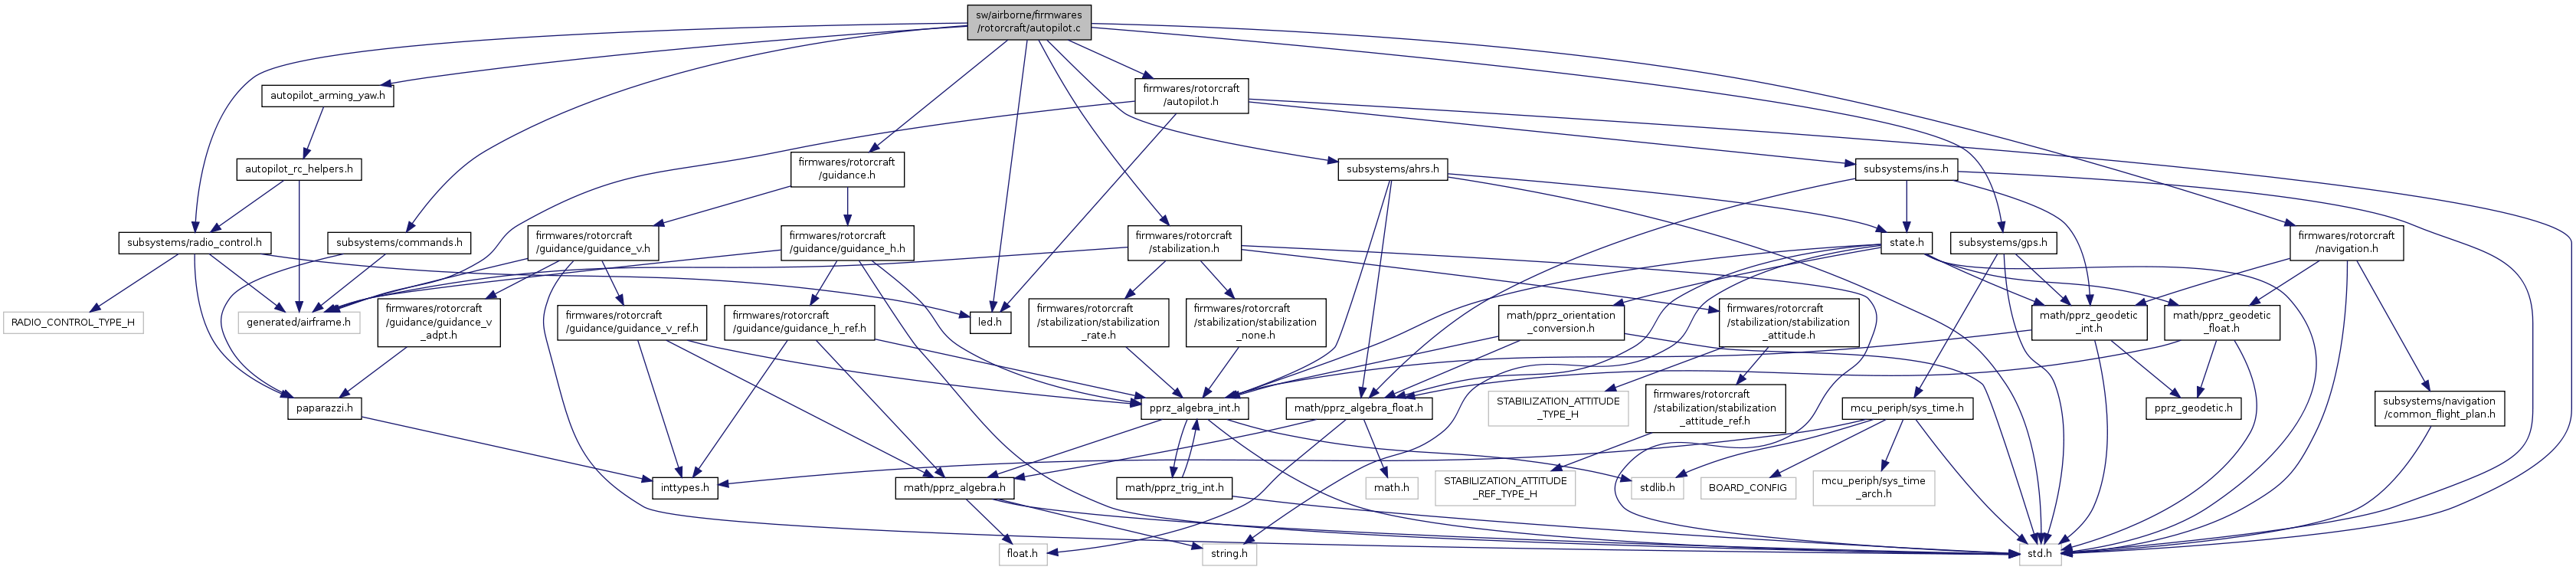 sw/airborne/firmwares
/rotorcraft/autopilot.c
autopilot_arming_yaw.h
firmwares/rotorcraft
/autopilot.h
autopilot_rc_helpers.h
firmwares/rotorcraft
/guidance.h
subsystems/ahrs.h
subsystems/ins.h
subsystems/radio_control.h
subsystems/commands.h
firmwares/rotorcraft
/guidance/guidance_v.h
firmwares/rotorcraft
/guidance/guidance_h.h
firmwares/rotorcraft
/stabilization.h
state.h
subsystems/gps.h
firmwares/rotorcraft
/navigation.h
RADIO_CONTROL_TYPE_H
generated/airframe.h
firmwares/rotorcraft
/guidance/guidance_v
_adpt.h
firmwares/rotorcraft
/guidance/guidance_v_ref.h
firmwares/rotorcraft
/guidance/guidance_h_ref.h
led.h
firmwares/rotorcraft
/stabilization/stabilization
_rate.h
firmwares/rotorcraft
/stabilization/stabilization
_none.h
math/pprz_orientation
_conversion.h
firmwares/rotorcraft
/stabilization/stabilization
_attitude.h
math/pprz_geodetic
_int.h
math/pprz_geodetic
_float.h
paparazzi.h
pprz_algebra_int.h
math/pprz_algebra_float.h
STABILIZATION_ATTITUDE
_TYPE_H
firmwares/rotorcraft
/stabilization/stabilization
_attitude_ref.h
mcu_periph/sys_time.h
pprz_geodetic.h
subsystems/navigation
/common_flight_plan.h
inttypes.h
math/pprz_algebra.h
math/pprz_trig_int.h
math.h
STABILIZATION_ATTITUDE
_REF_TYPE_H
stdlib.h
BOARD_CONFIG
mcu_periph/sys_time
_arch.h
float.h
string.h
std.h